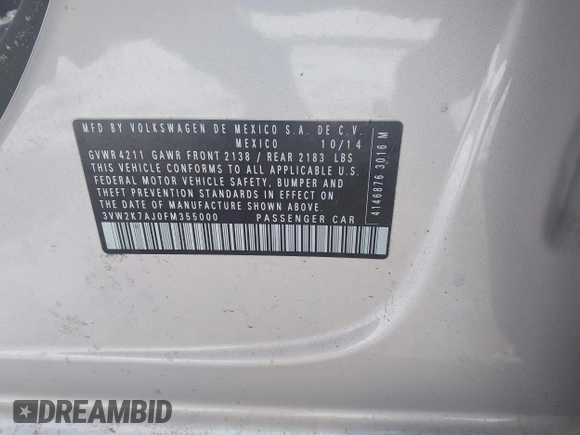 MFD BY VOLKSWAGEN DE MEXICO S.A. DE C.V.
MEXICO 10/14
GVWR 4211 GAWR FRONT 2138 / REAR 2183 LBS
THIS VEHICLE CONFORMS TO ALL APPLICABLE U.S.
FEDERAL MOTOR VEHICLE SAFETY, BUMPER AND
THEFT PREVENTION STANDARDS IN EFFECT ON
THE DATE OF MANUFACTURE SHOWN ABOVE.
3VW2K7AJ0FM355000 PASSENGER CAR
4146876 3016 M
DREAMBID